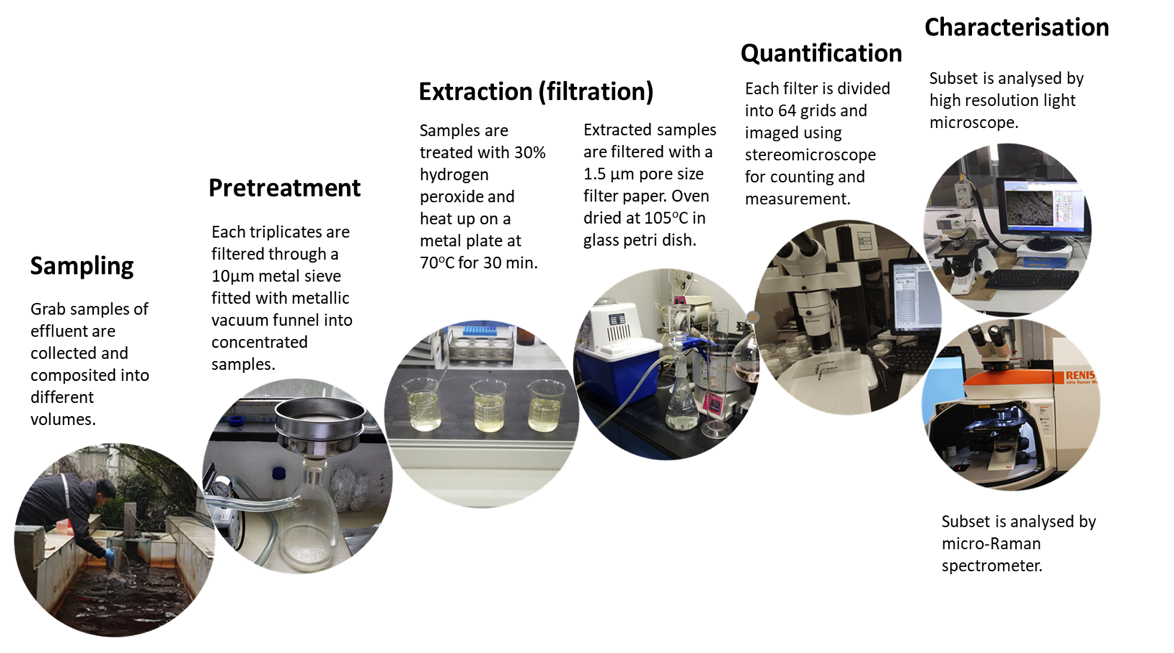 Sampling
Grab samples of
effluent are
collected and
composited into
different
volumes.
Pretreatment
Each triplicates are
filtered through a
10µm metal sieve
fitted with metallic
vacuum funnel into
concentrated
samples.
Extraction (filtration)
Samples are
treated with 30%
hydrogen
peroxide and
heat up on a
metal plate at
70°C for 30 min.
Extracted samples
are filtered with a
1.5 µm pore size
filter paper. Oven
dried at 105°C in
glass petri dish.
Quantification
Each filter is divided
into 64 grids and
imaged using
stereomicroscope
for counting and
measurement.
Characterisation
Subset is analysed by
high resolution light
microscope.
RENIS
Subset is analysed by
micro-Raman
spectrometer.